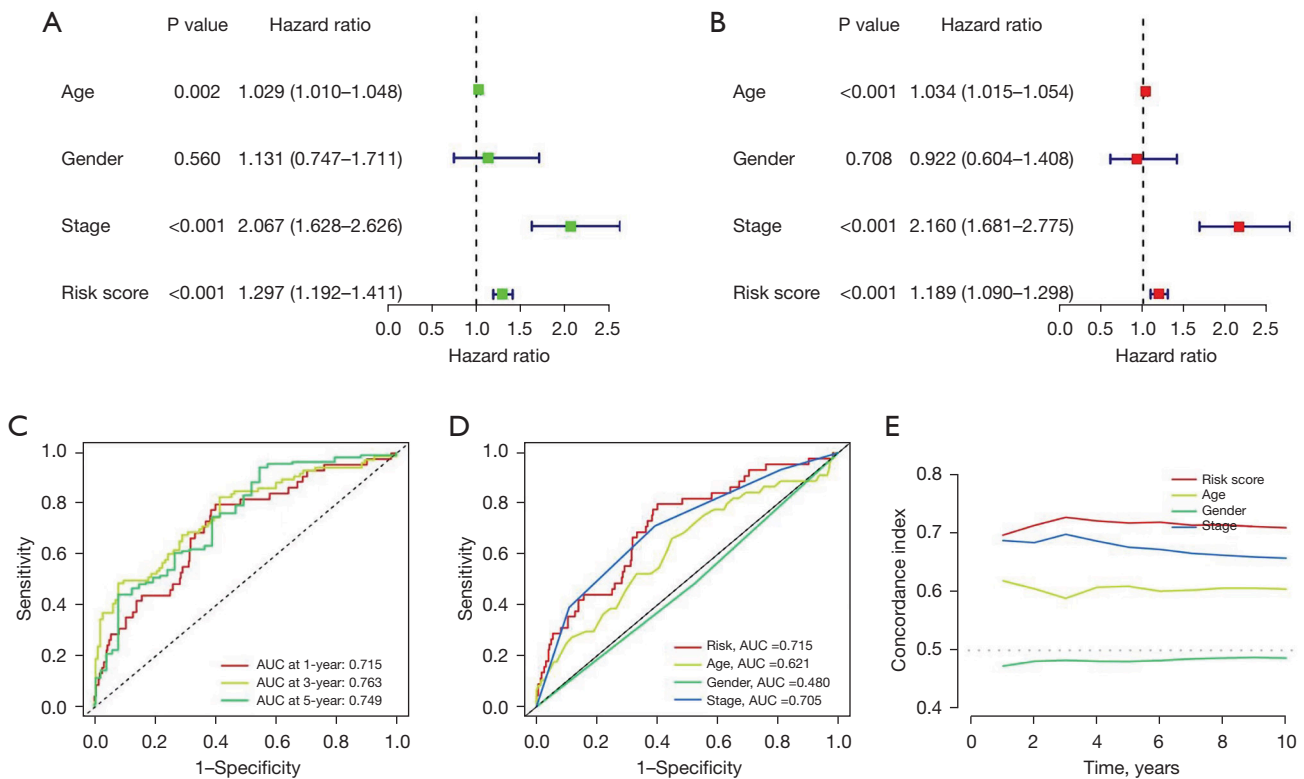 A
P value Hazard ratio
Age 0.002 1.029 (1.010–1.048)
Gender 0.560 1.131 (0.747–1.711)
Stage <0.001 2.067 (1.628–2.626)
Risk score <0.001 1.297 (1.192–1.411)
0.0 0.5 1.0 1.5 2.0 2.5
Hazard ratio
B
P value Hazard ratio
Age <0.001 1.034 (1.015–1.054)
Gender 0.708 0.922 (0.604–1.408)
Stage <0.001 2.160 (1.681–2.775)
Risk score <0.001 1.189 (1.090–1.298)
0.0 0.5 1.0 1.5 2.0 2.5
Hazard ratio
C
Sensitivity
1.0
0.8
0.6
0.4
0.2
0.0
AUC at 1-year: 0.715
AUC at 3-year: 0.763
AUC at 5-year: 0.749
0.0 0.2 0.4 0.6 0.8 1.0
1–Specificity
D
Sensitivity
1.0
0.8
0.6
0.4
0.2
0.0
Risk, AUC =0.715
Age, AUC =0.621
Gender, AUC =0.480
Stage, AUC =0.705
0.0 0.2 0.4 0.6 0.8 1.0
1–Specificity
E
Concordance index
0.8
0.7
0.6
0.5
0.4
Risk score
Age
Gender
Stage
0 2 4 6 8 10
Time, years